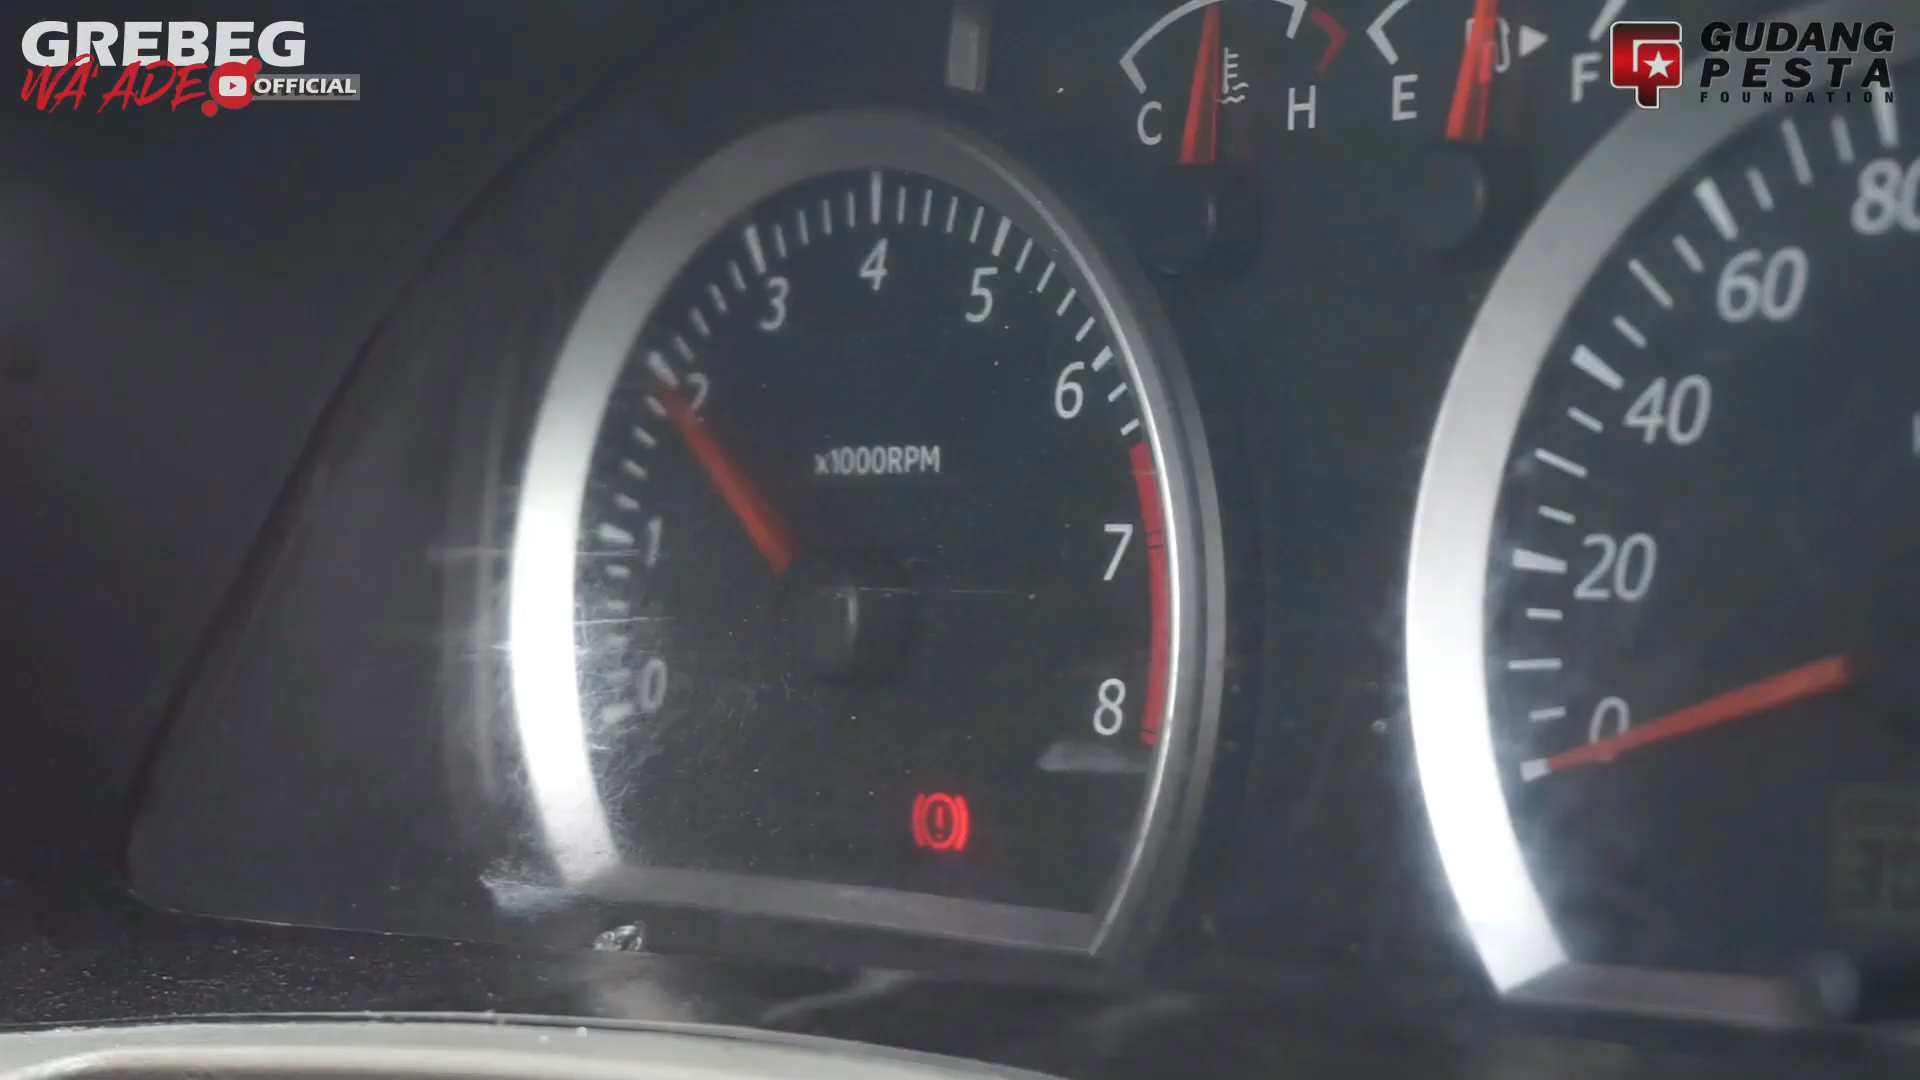 GREBEG
WA' ADE
OFFICIAL
GUDANG
PESTA
FOUNDATION
C H E F
0 1 2 3 4 5 6 7 8
x1000RPM
0 20 40 60 80